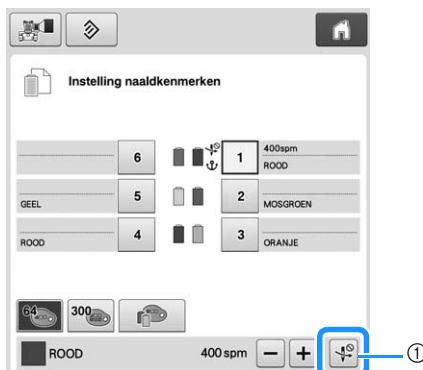 Instelling naaldkenmerken
6 1 400spm
ROOD
GEEL 5 2 MOSGROEN
ROOD 4 3 ORANJE
64 300
ROOD 400 spm − +
①